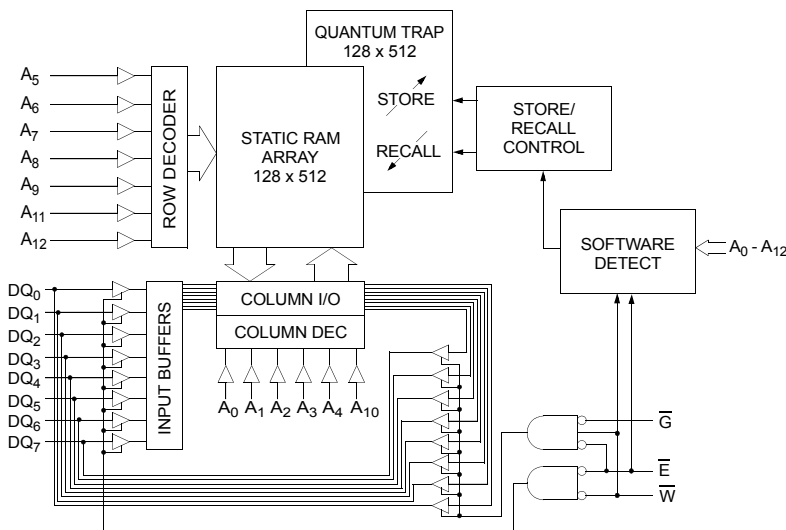 QUANTUM TRAP
128 x 512
STORE
RECALL
STATIC RAM
ARRAY
128 x 512
STORE/
RECALL
CONTROL
SOFTWARE
DETECT
A0 - A12
A5
A6
A7
A8
A9
A11
A12
ROW DECODER
DQ0
DQ1
DQ2
DQ3
DQ4
DQ5
DQ6
DQ7
INPUT BUFFERS
COLUMN I/O
COLUMN DEC
A0 A1 A2 A3 A4 A10
G̅
E̅
W̅